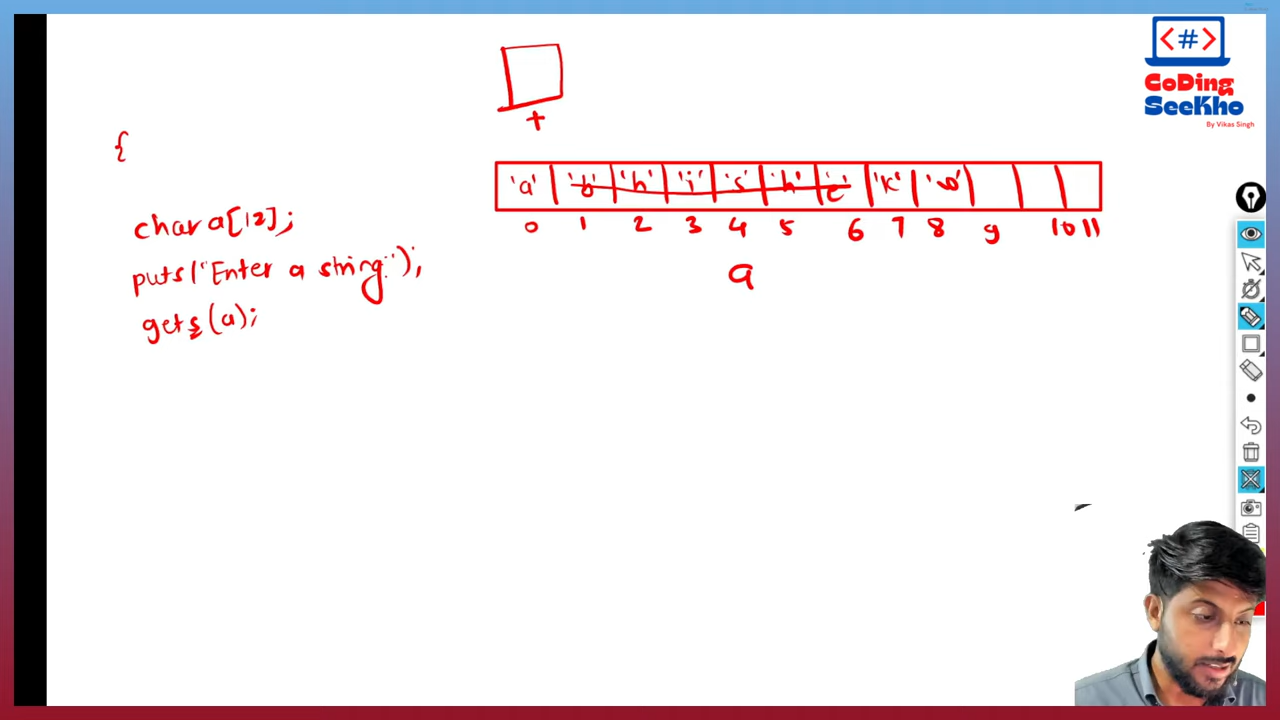 <#>
CoDing
SeeKho
By Vikas Singh
+
{
'a' 'b' 'h' 'i' 's' 'h' 'e' 'k'
0 1 2 3 4 5 6 7 8 9 10 11
a
char a[12];
puts("Enter a string:");
gets(a);